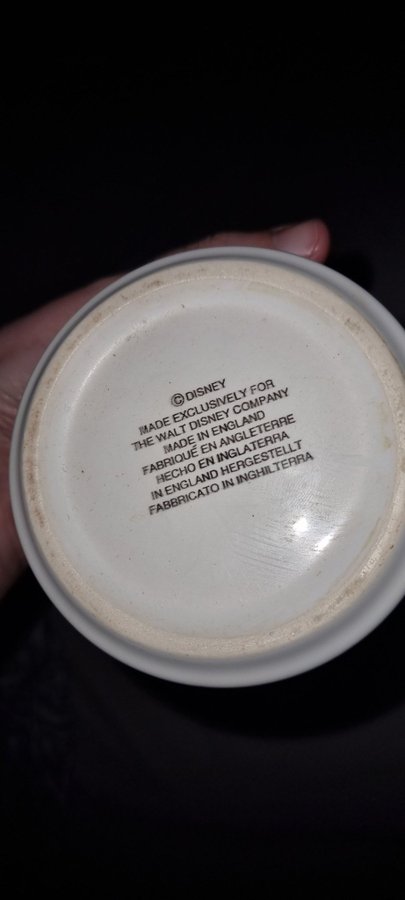 © DISNEY
MADE EXCLUSIVELY FOR
THE WALT DISNEY COMPANY
MADE IN ENGLAND
FABRIQUÉ EN ANGLETERRE
HECHO EN INGLATERRA
IN ENGLAND HERGESTELLT
FABBRICATO IN INGHILTERRA